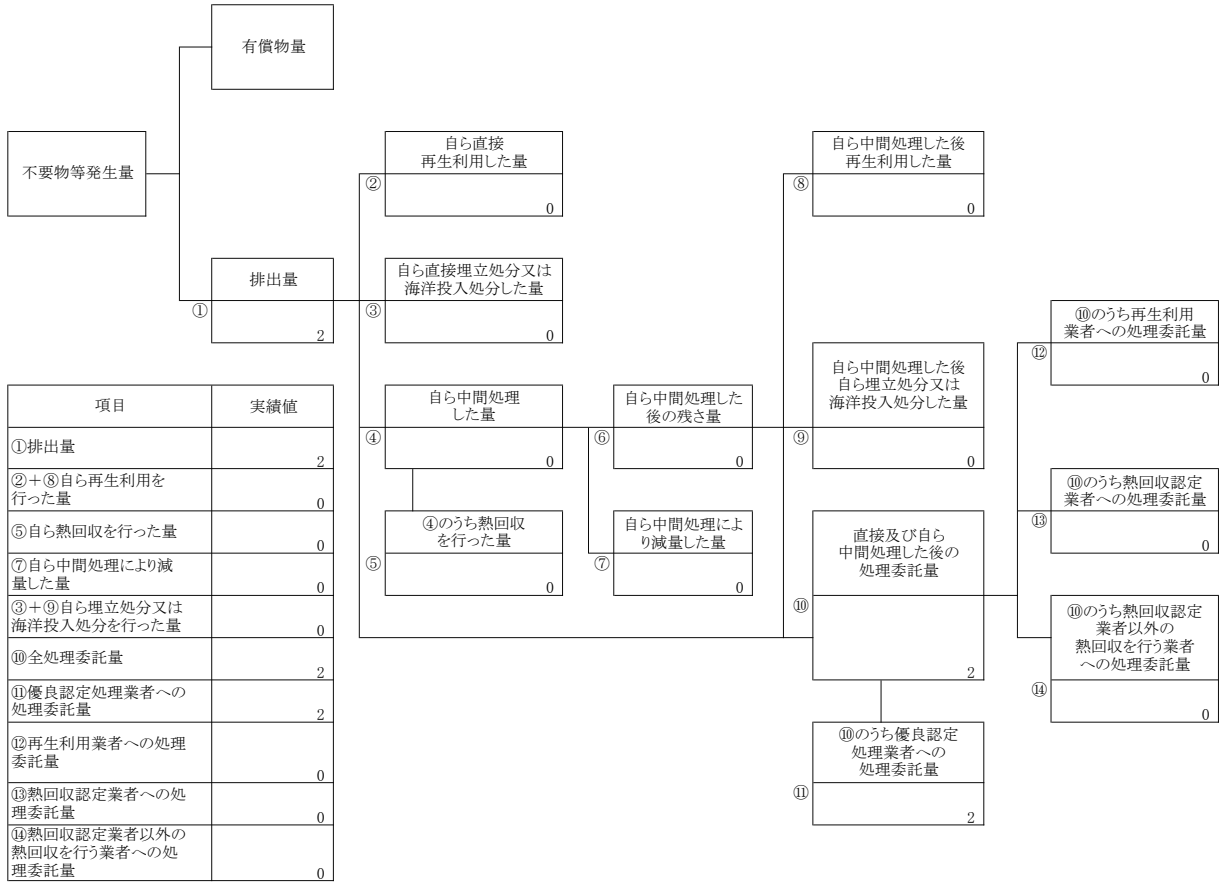 有償物量
不要物等発生量
自ら直接
再生利用した量
②
0
自ら中間処理した後
再生利用した量
⑧
0
排出量
①
2
自ら直接埋立処分又は
海洋投入処分した量
③
0
⑩のうち再生利用
業者への処理委託量
⑫
0
自ら中間処理
した量
④
0
自ら中間処理した
後の残さ量
⑥
0
自ら中間処理した後
自ら埋立処分又は
海洋投入処分した量
⑨
0
⑩のうち熱回収認定
業者への処理委託量
⑬
0
④のうち熱回収
を行った量
⑤
0
自ら中間処理によ
り減量した量
⑦
0
直接及び自ら
中間処理した後の
処理委託量
⑩
2
⑩のうち熱回収認定
業者以外の
熱回収を行う業者
への処理委託量
⑭
0
⑩のうち優良認定
処理業者への
処理委託量
⑪
2
項目 実績値
①排出量
2
②＋⑧自ら再生利用を
行った量
0
⑤自ら熱回収を行った量
0
⑦自ら中間処理により減
量した量
0
③＋⑨自ら埋立処分又は
海洋投入処分を行った量
0
⑩全処理委託量
2
⑪優良認定処理業者への
処理委託量
2
⑫再生利用業者への処理
委託量
0
⑬熱回収認定業者への処
理委託量
0
⑭熱回収認定業者以外の
熱回収を行う業者への処
理委託量
0